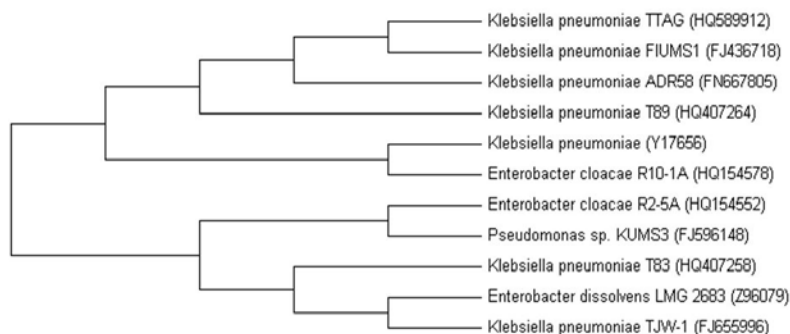 Klebsiella pneumoniae TTAG (HQ589912)
Klebsiella pneumoniae FIUMS1 (FJ436718)
Klebsiella pneumoniae ADR58 (FN667805)
Klebsiella pneumoniae T89 (HQ407264)
Klebsiella pneumoniae (Y17656)
Enterobacter cloacae R10-1A (HQ154578)
Enterobacter cloacae R2-5A (HQ154552)
Pseudomonas sp. KUMS3 (FJ596148)
Klebsiella pneumoniae T83 (HQ407258)
Enterobacter dissolvens LMG 2683 (Z96079)
Klebsiella pneumoniae TJW-1 (FJ655996)